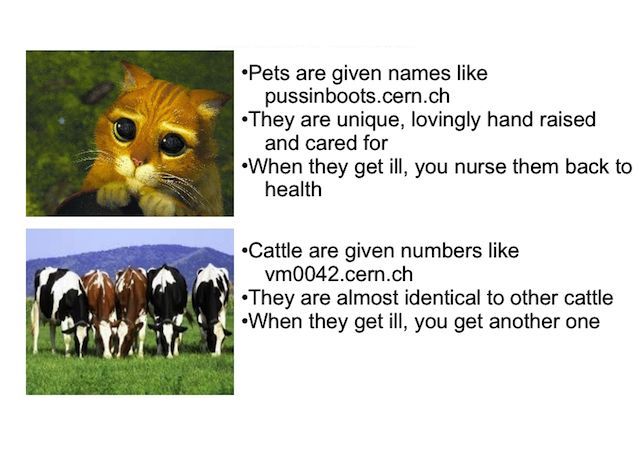 •Pets are given names like
pussinboots.cern.ch
•They are unique, lovingly hand raised
and cared for
•When they get ill, you nurse them back to
health
•Cattle are given numbers like
vm0042.cern.ch
•They are almost identical to other cattle
•When they get ill, you get another one